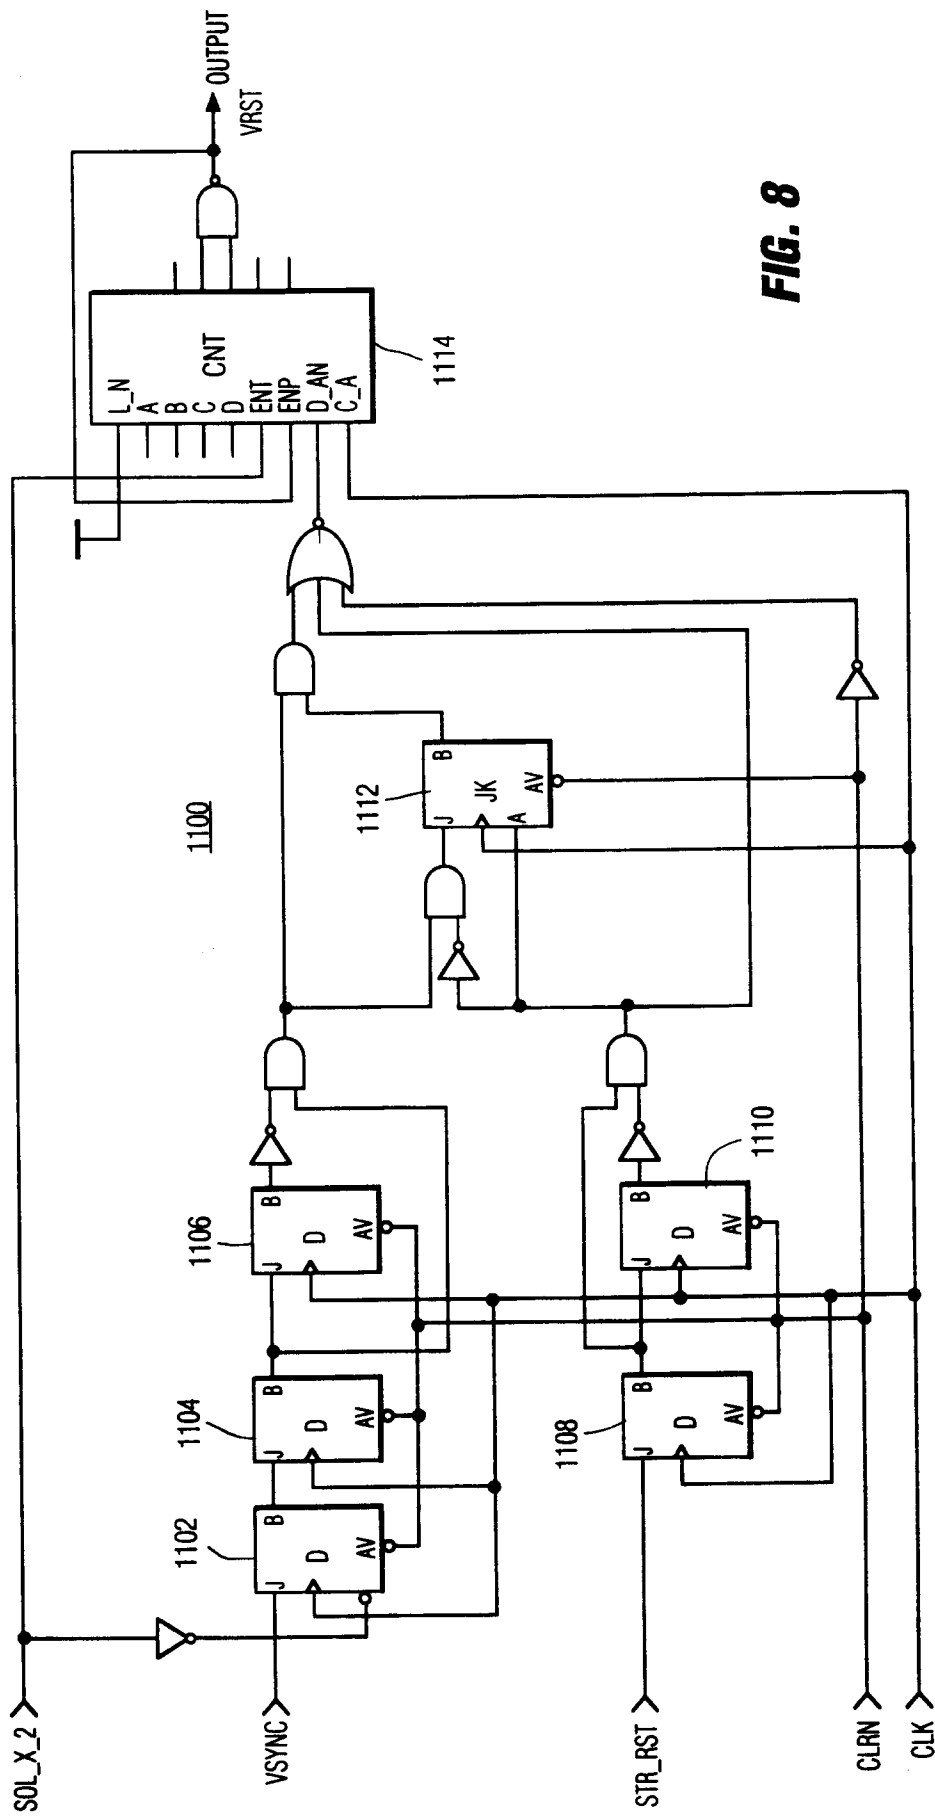 SOL_X_2
VSYNC
STR_RST
CLRN
CLK
1102
J
B
D
AV
1104
J
B
D
AV
1106
J
B
D
AV
1108
J
B
D
AV
1110
J
B
D
AV
1100
1112
J
B
JK
A
AV
L_N
A
B
C
D
ENT
ENP
D_AN
C_A
CNT
1114
OUTPUT
VRST
FIG. 8